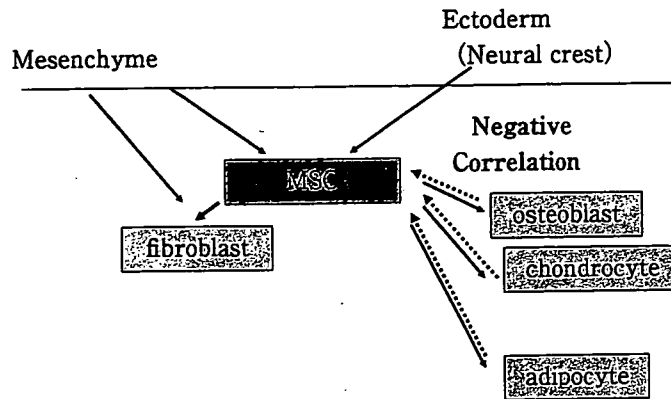 Ectoderm
(Neural crest)
Mesenchyme
Negative
Correlation
MSC
osteoblast
fibroblast
chondrocyte
adipocyte